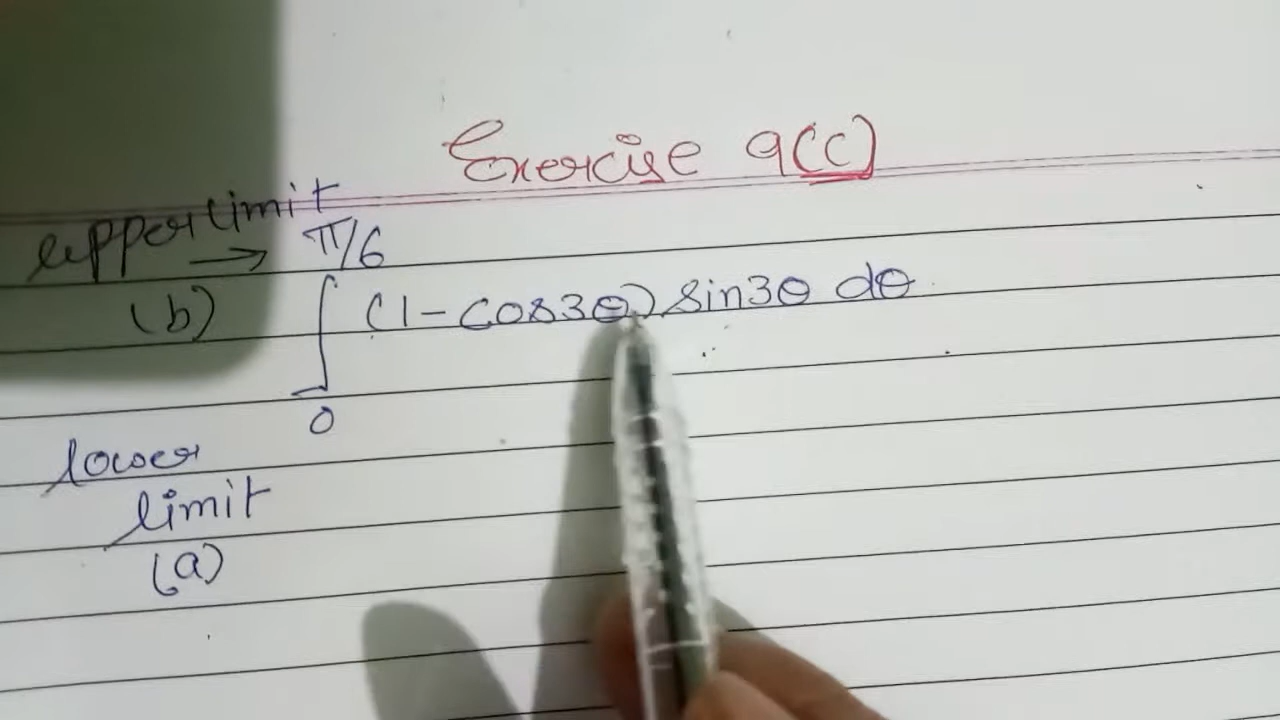 Exercise 9(C)
upper limit
→ π/6
(b) ∫ (1 - cos3θ) sin3θ dθ
0
lower
limit
(a)